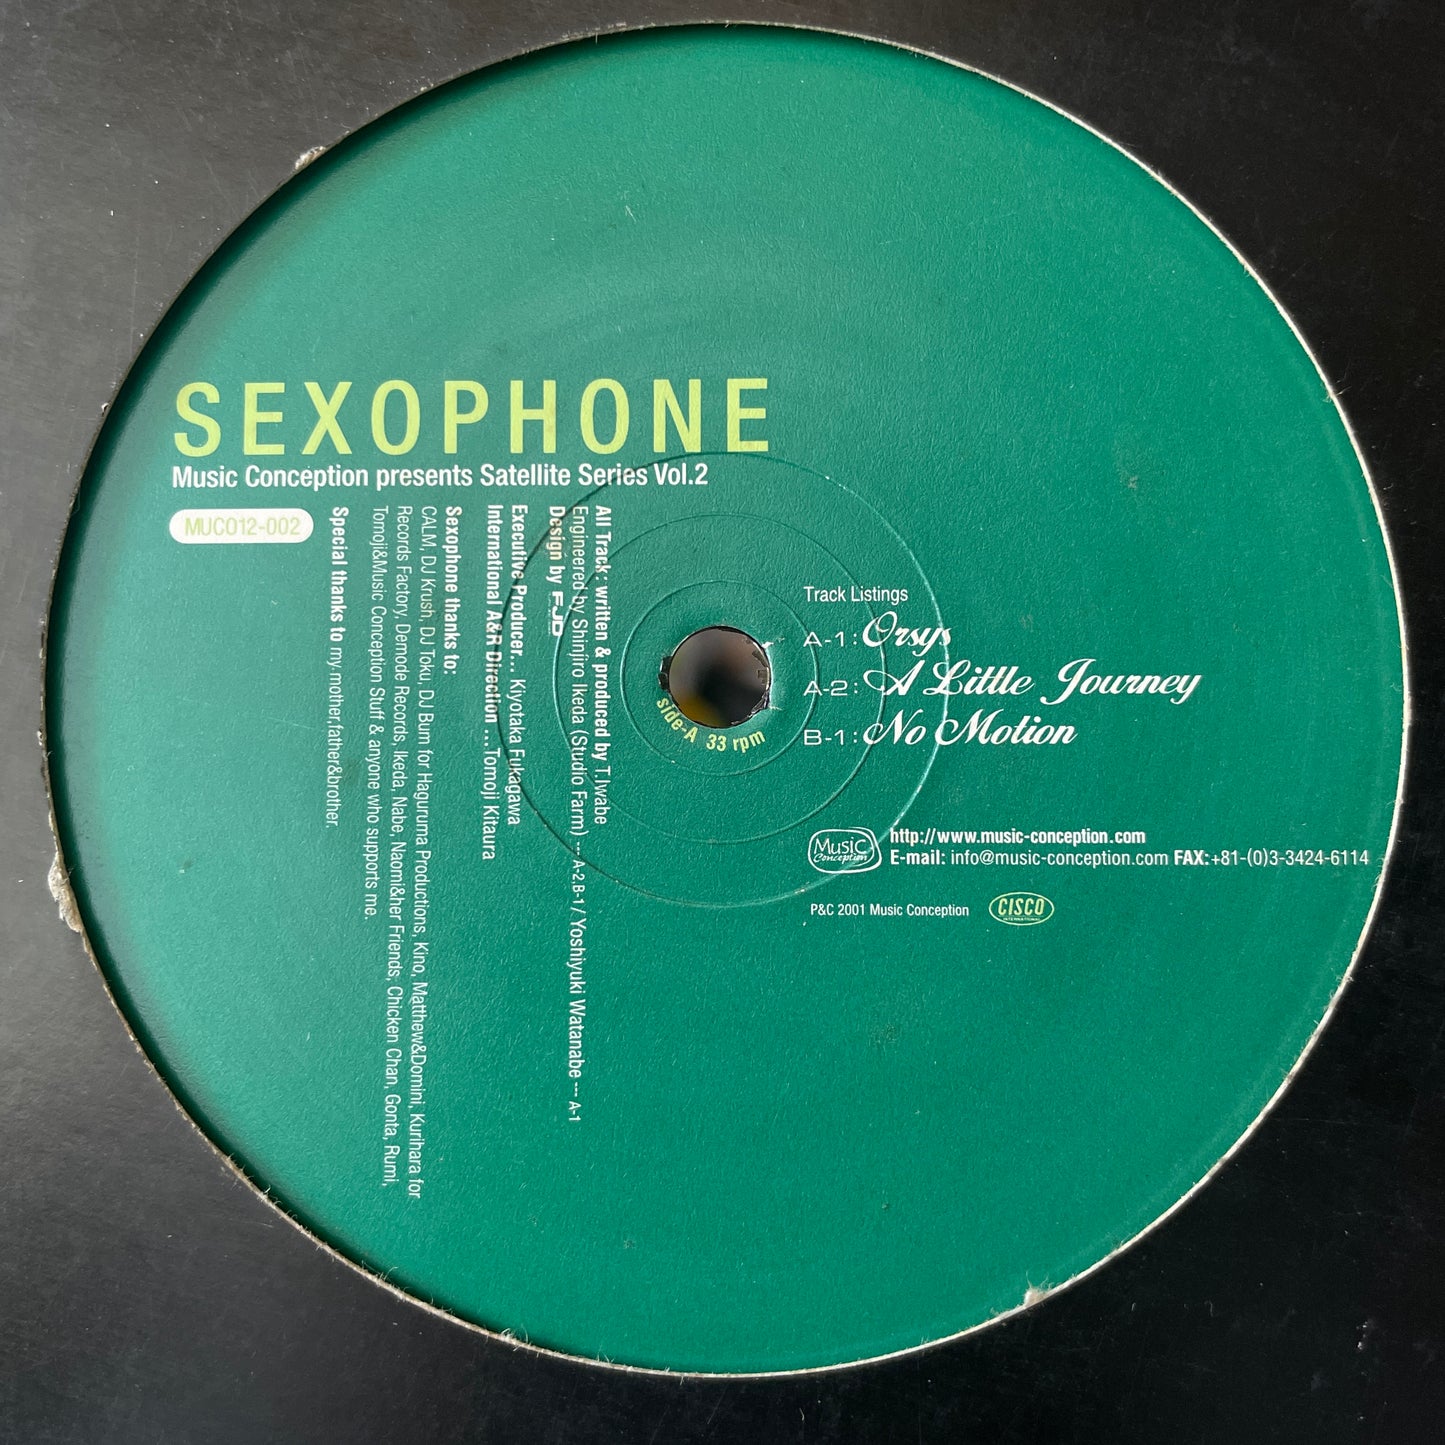 SEXOPHONE
Music Conception presents Satellite Series Vol.2
MUC012-002
All Track: written & produced by T.Iwabe
Engineered by Shinjiro Ikeda (Studio Farm) --- A-2.B-1/ Yoshiyuki Watanabe --- A-1
Design by FJD
Executive Producer... Kiyotaka Fukagawa
International A&R Direction ...Tomoji Kitaura
Sexophone thanks to:
CALM, DJ Krush, DJ Toku, DJ Bum for Haguruma Productions, Kino, Matthew&Domini, Kurihara for
Records Factory, Demode Records, Ikeda, Nabe, Naomi&her Friends, Chicken Chan, Gonta, Rumi,
Tomoji&Music Conception Stuff & anyone who supports me.
Special thanks to my mother,father&brother.
side-A 33 rpm
Track Listings
A-1: Orsys
A-2: A Little Journey
B-1: No Motion
Music
Conception
http://www.music-conception.com
E-mail: info@music-conception.com FAX:+81-(0)3-3424-6114
P&C 2001 Music Conception
CISCO
INTERNATIONAL